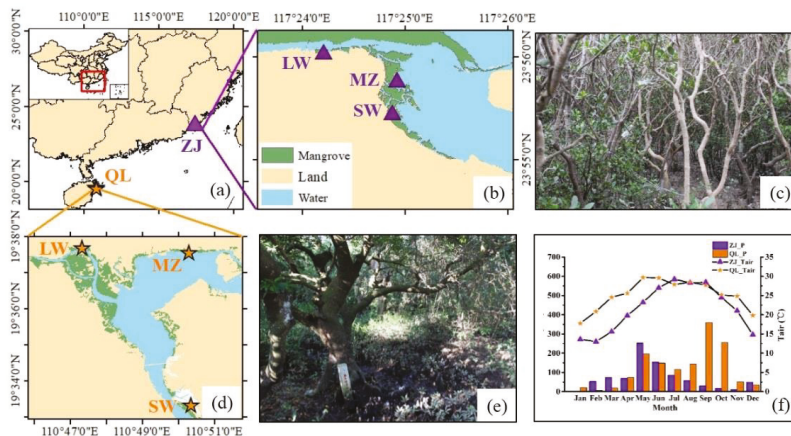 110°0'0"E 115°0'0"E 120°0'0"E
30°0'0"N
25°0'0"N
20°0'0"N
ZJ
QL
(a)
117°24'E 117°25'E 117°26'E
23°56'0"N
23°55'0"N
LW
MZ
SW
Mangrove
Land
Water
(b)
(c)
19°38'0"N
19°36'0"N
19°34'0"N
LW
MZ
SW
(d)
110°47'0"E 110°49'0"E 110°51'0"E
(e)
ZJ_P
QL_P
ZJ_Tair
QL_Tair
700
600
500
400
300
200
100
0
35
30
25
20
15
10
5
0
Tair (℃)
Jan Feb Mar Apr May Jun Jul Aug Sep Oct Nov Dec
Month
(f)